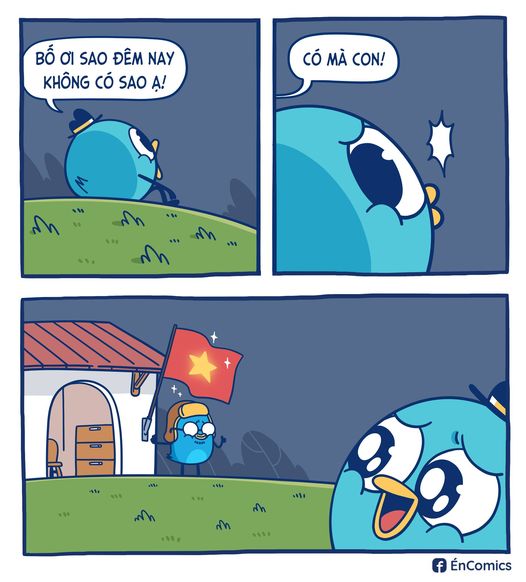 BỐ ƠI SAO ĐÊM NAY
KHÔNG CÓ SAO Ạ!
CÓ MÀ CON!
ÉnComics